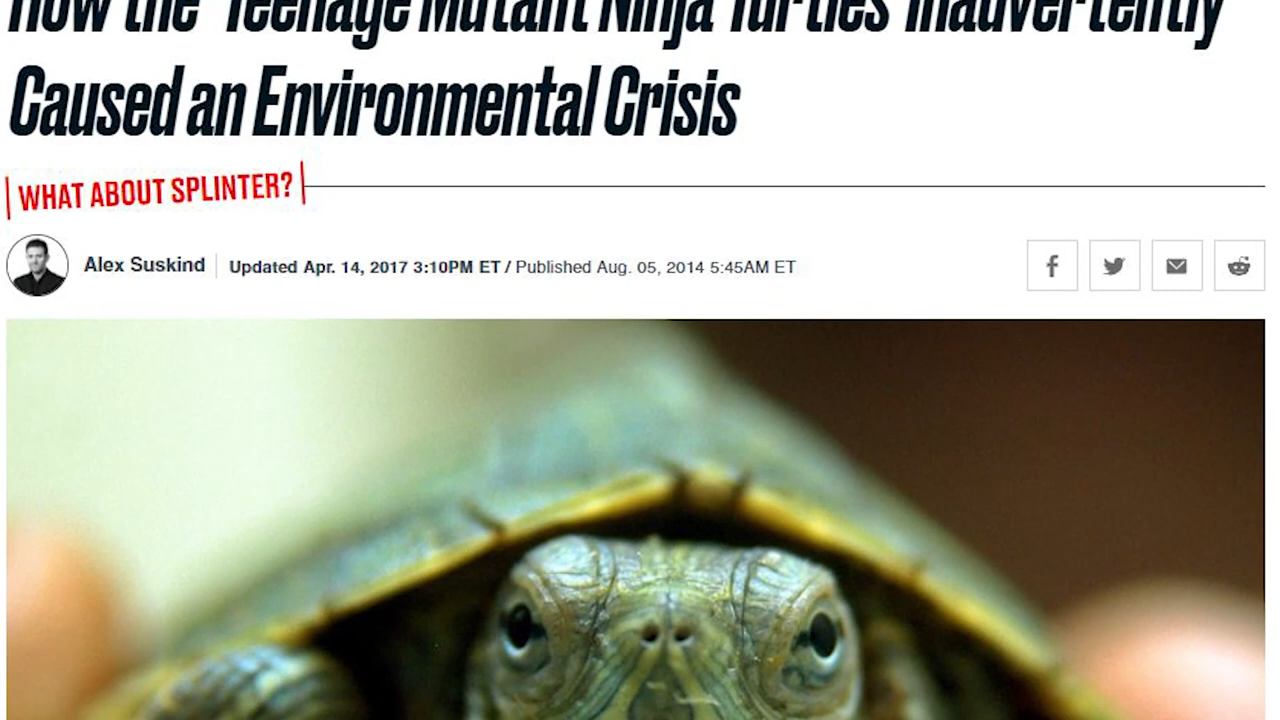 How the 'Teenage Mutant Ninja Turtles' Inadvertently
Caused an Environmental Crisis
WHAT ABOUT SPLINTER?
Alex Suskind
Updated Apr. 14, 2017 3:10PM ET / Published Aug. 05, 2014 5:45AM ET